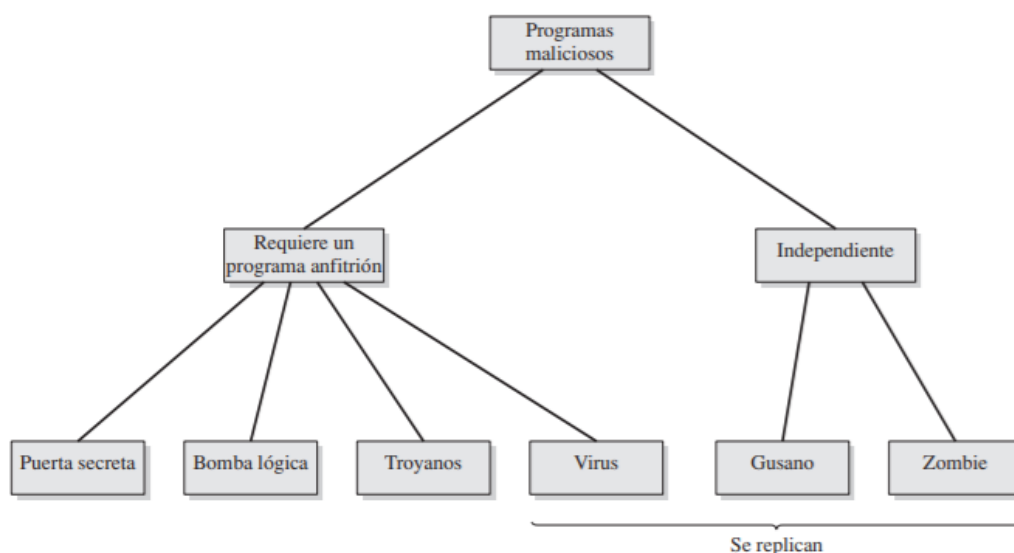 Programas
maliciosos
Requiere un
programa anfitrión
Independiente
Puerta secreta
Bomba lógica
Troyanos
Virus
Gusano
Zombie
Se replican